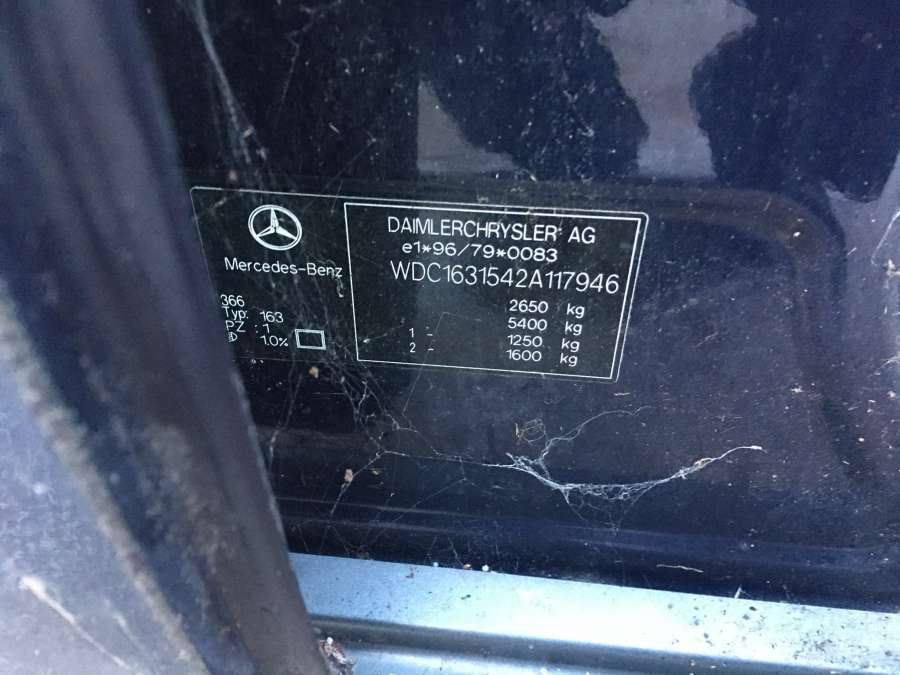 Mercedes-Benz
366
Typ: 163
PZ : 1
1.0%
DAIMLERCHRYSLER AG
e1*96/79*0083
WDC1631542A117946
2650 kg
5400 kg
1 - 1250 kg
2 - 1600 kg